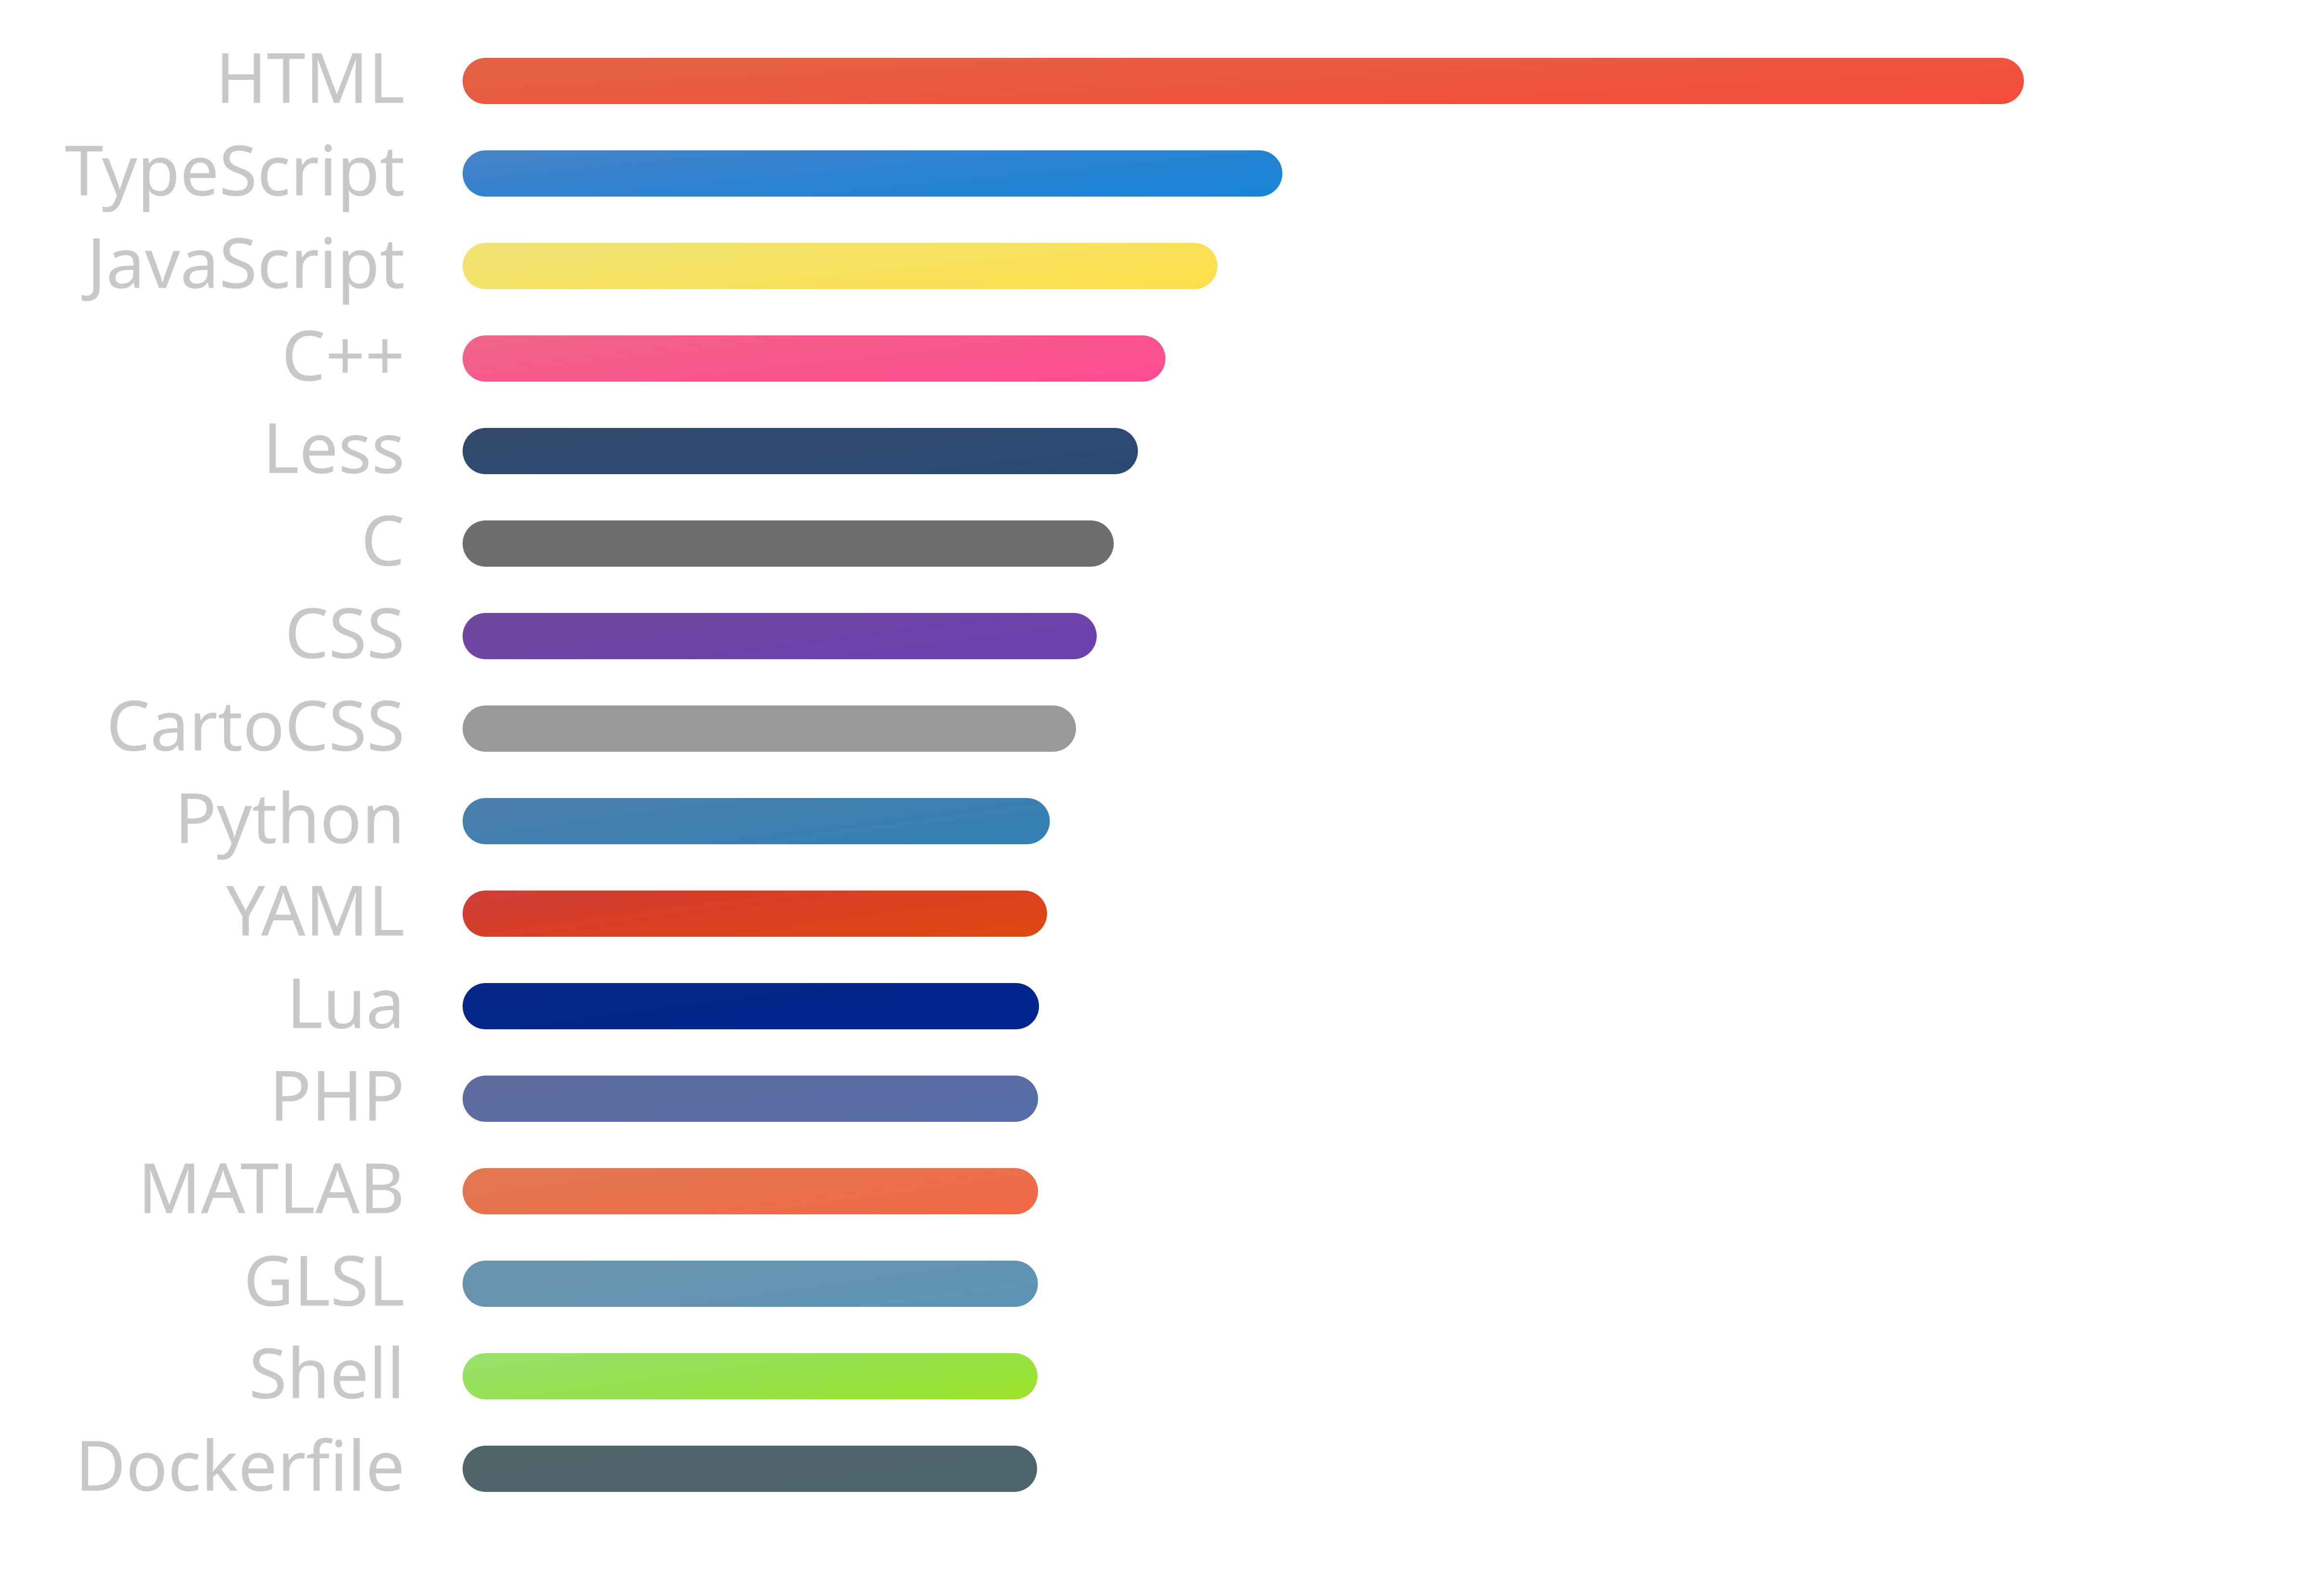 HTML
TypeScript
JavaScript
C++
Less
C
CSS
CartoCSS
Python
YAML
Lua
PHP
MATLAB
GLSL
Shell
Dockerfile